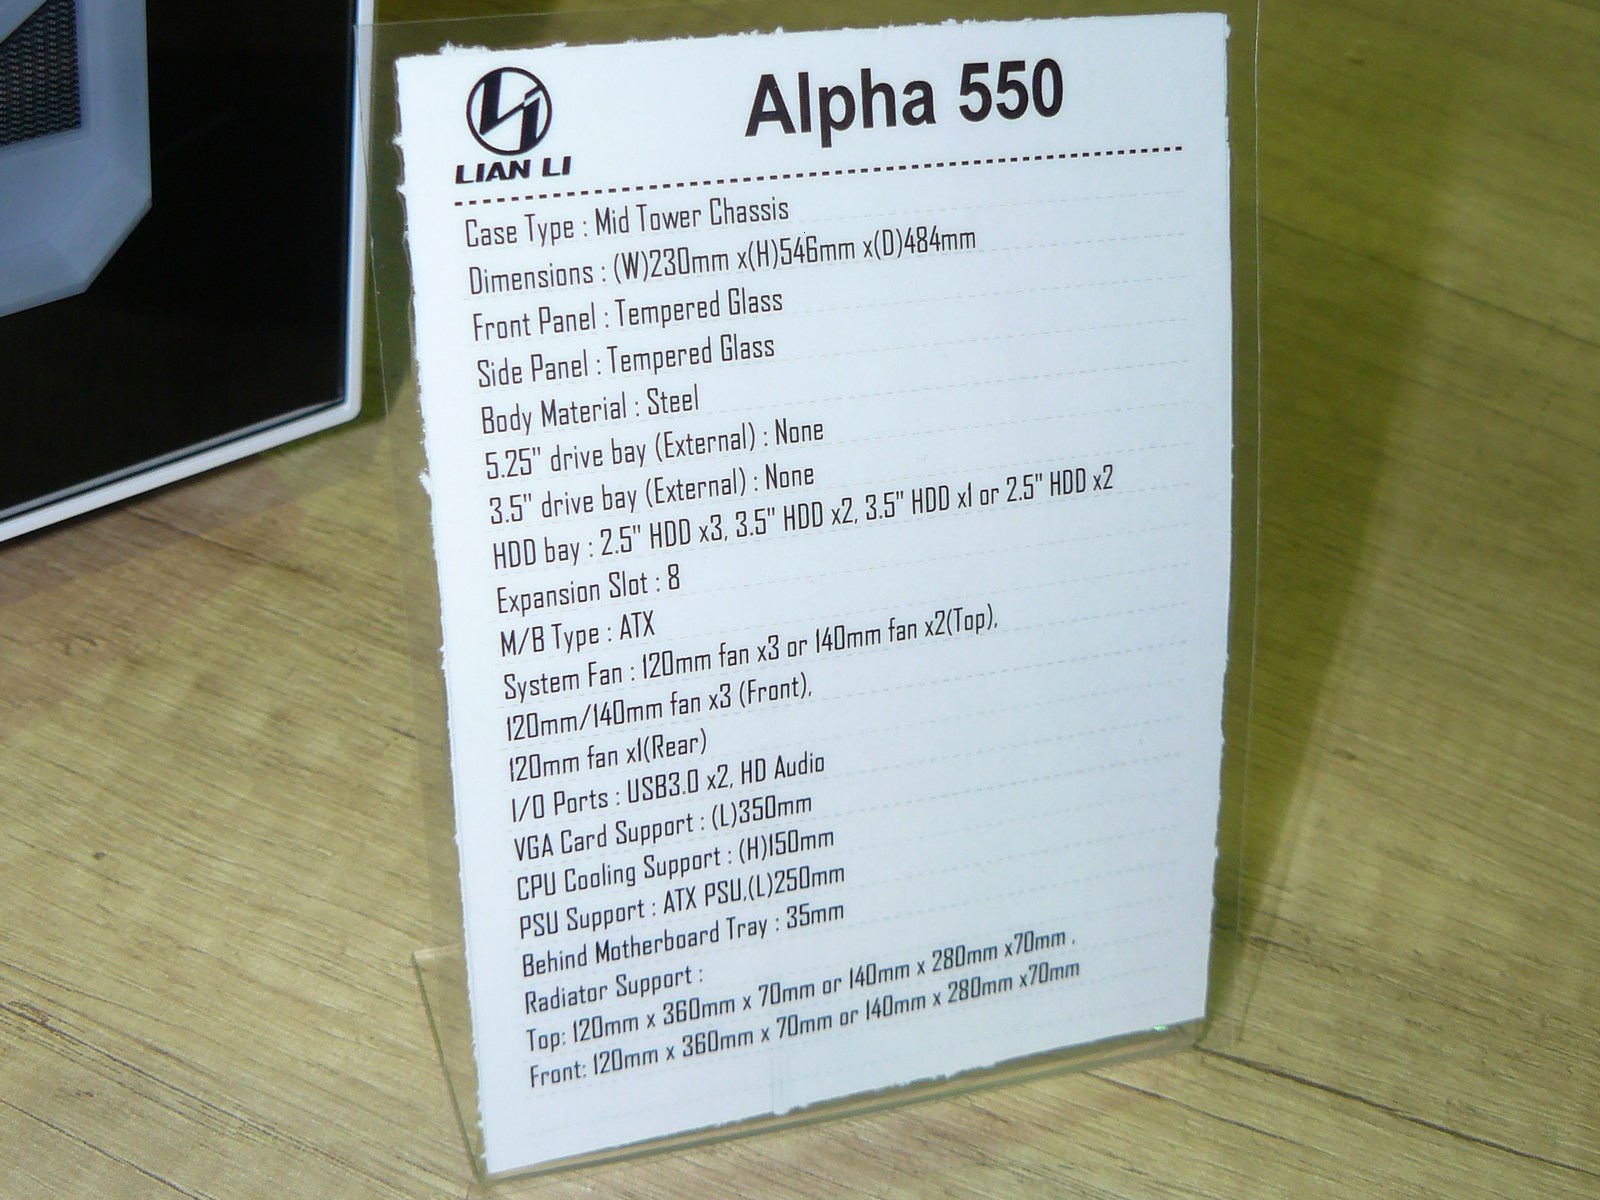 LIAN LI
Alpha 550
Case Type : Mid Tower Chassis
Dimensions : (W)230mm x(H)546mm x(D)484mm
Front Panel : Tempered Glass
Side Panel : Tempered Glass
Body Material : Steel
5.25" drive bay (External) : None
3.5" drive bay (External) : None
HDD bay : 2.5" HDD x3, 3.5" HDD x2, 3.5" HDD x1 or 2.5" HDD x2
Expansion Slot : 8
M/B Type : ATX
System Fan : 120mm fan x3 or 140mm fan x2(Top),
120mm/140mm fan x3 (Front),
120mm fan x1(Rear)
I/O Ports : USB3.0 x2, HD Audio
VGA Card Support : (L)350mm
CPU Cooling Support : (H)150mm
PSU Support : ATX PSU,(L)250mm
Behind Motherboard Tray : 35mm
Radiator Support :
Top: 120mm x 360mm x 70mm or 140mm x 280mm x70mm ,
Front: 120mm x 360mm x 70mm or 140mm x 280mm x70mm